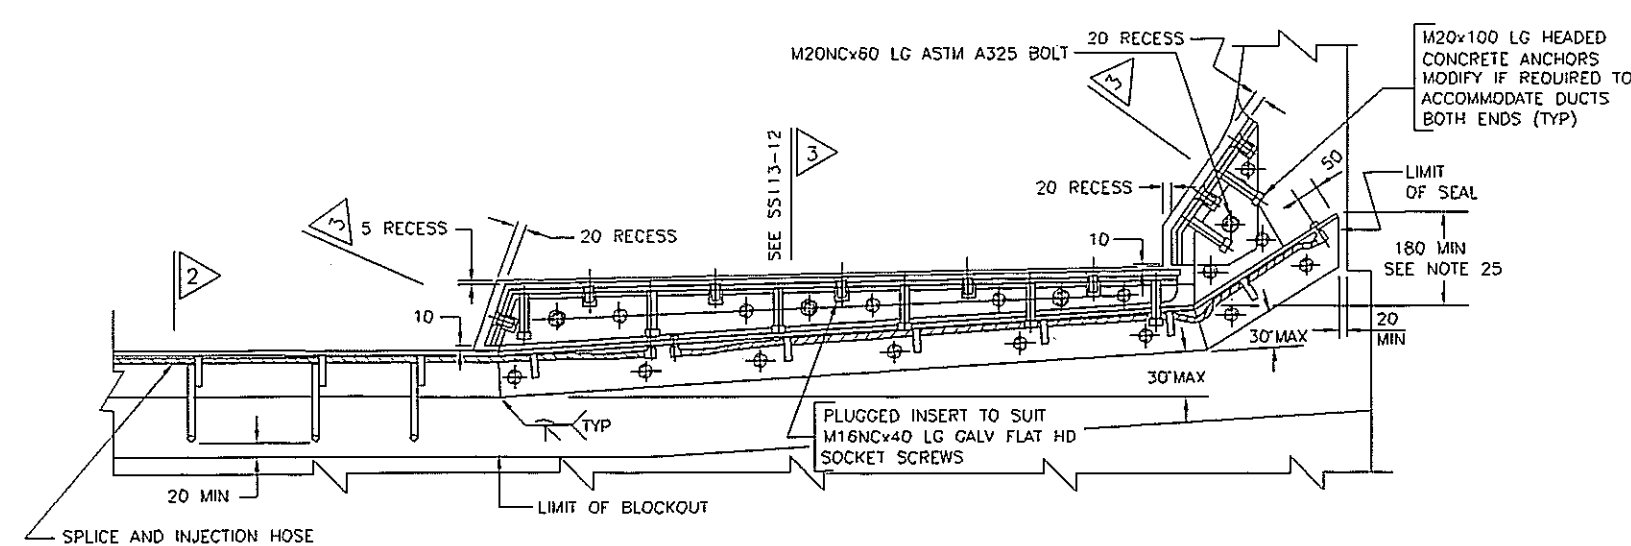 M20NCx60 LG ASTM A325 BOLT
20 RECESS
M20x100 LG HEADED
CONCRETE ANCHORS
MODIFY IF REQUIRED TO
ACCOMMODATE DUCTS
BOTH ENDS (TYP)
3
SEE SS113-12
3
50
LIMIT
OF SEAL
20 RECESS
3
5 RECESS
20 RECESS
10
180 MIN
SEE NOTE 25
2
10
20
MIN
30°MAX
30°MAX
TYP
PLUGGED INSERT TO SUIT
M16NCx40 LG GALV FLAT HD
SOCKET SCREWS
20 MIN
LIMIT OF BLOCKOUT
SPLICE AND INJECTION HOSE